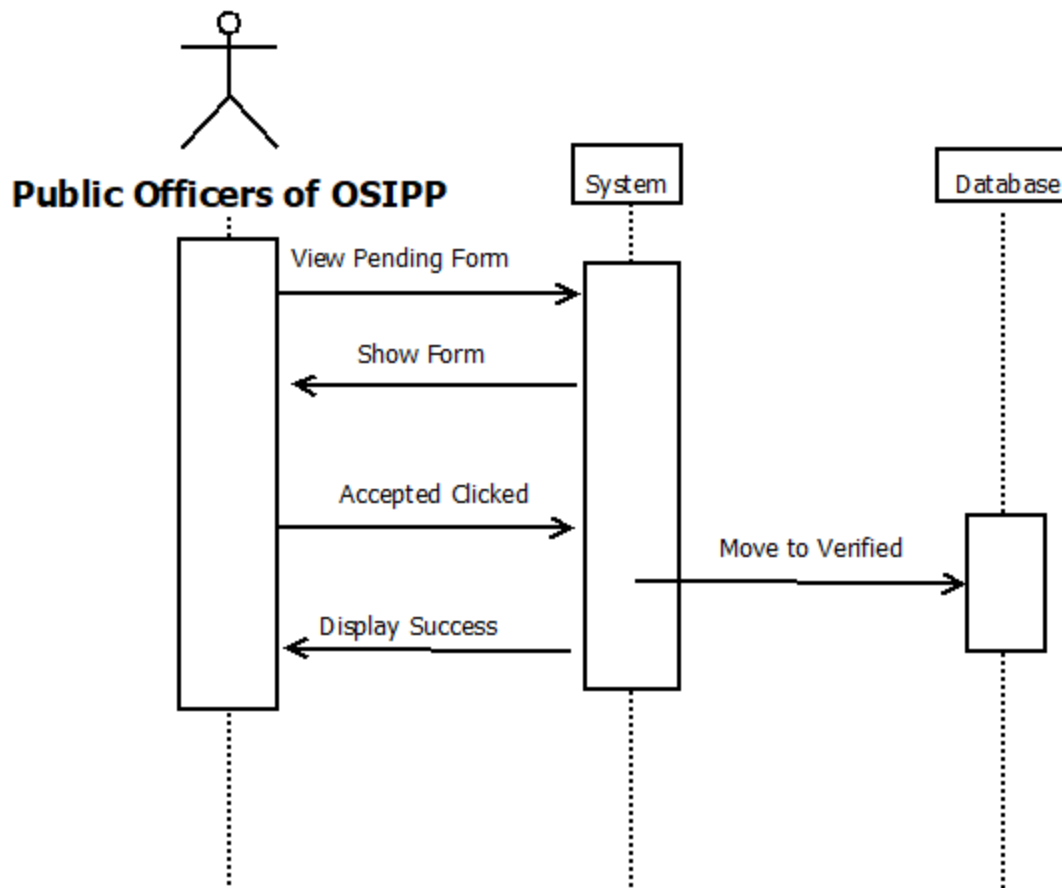 Public Officers of OSIPP
System
Database
View Pending Form
Show Form
Accepted Clicked
Move to Verified
Display Success